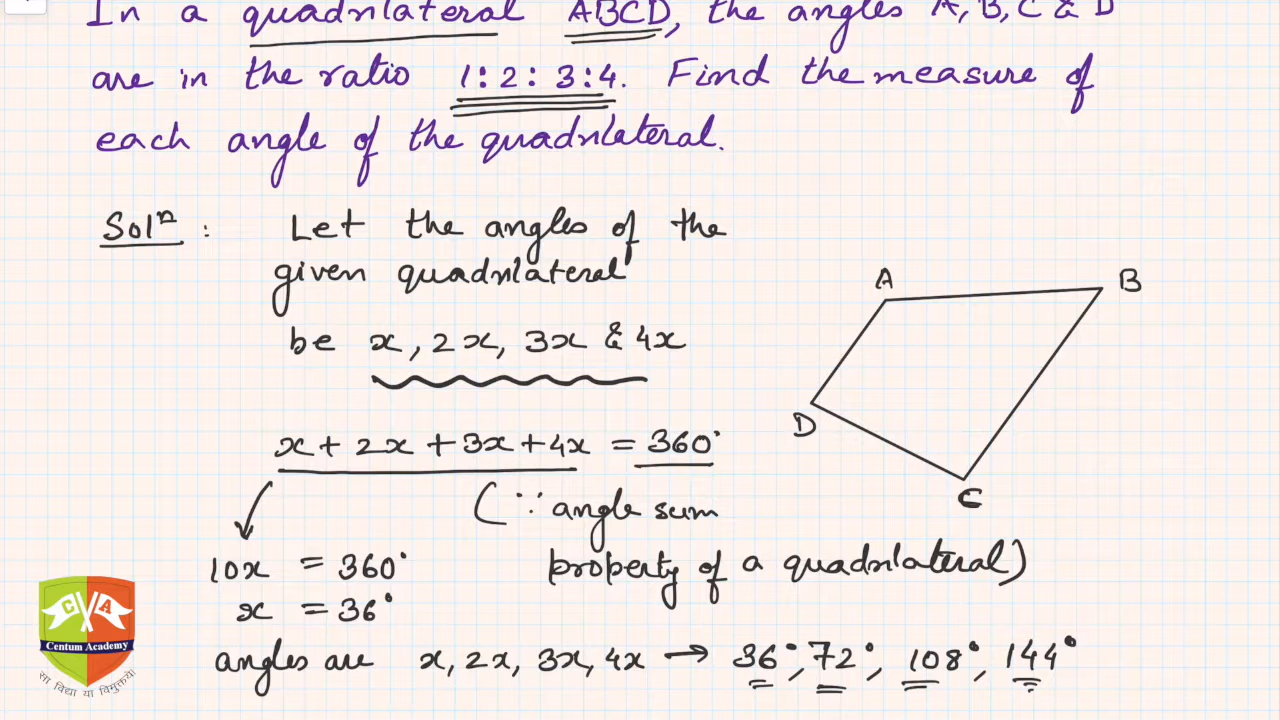 In a quadrilateral ABCD, the angles A, B, C & D
are in the ratio 1:2:3:4. Find the measure of
each angle of the quadrilateral.
Solⁿ : Let the angles of the
given quadrilateral
be x, 2x, 3x & 4x
x + 2x + 3x + 4x = 360°
(∵ angle sum
property of a quadrilateral)
10x = 360°
x = 36°
angles are x, 2x, 3x, 4x → 36°, 72°, 108°, 144°
A
B
D
C
C A
Centum Academy
सा विद्या या विमुक्तये